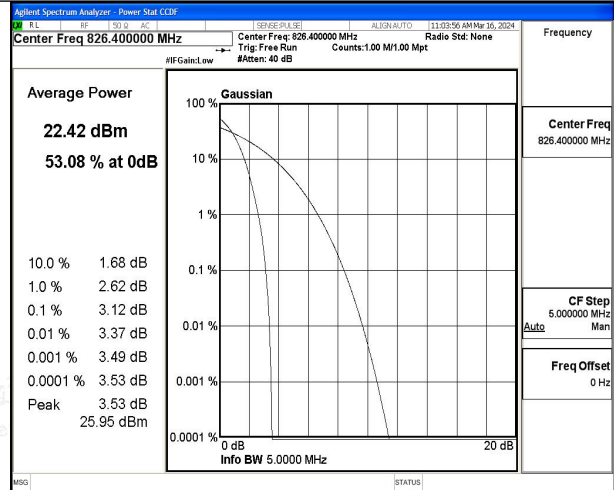 Agilent Spectrum Analyzer - Power Stat CCDF
RL RF 50 Ω AC SENSE:PULSE ALIGN AUTO 11:03:56 AM Mar 16, 2024
Center Freq 826.400000 MHz
Center Freq: 826.400000 MHz Radio Std: None
Trig: Free Run Counts:1.00 M/1.00 Mpt
#IFGain:Low #Atten: 40 dB
Frequency
Average Power
22.42 dBm
53.08 % at 0dB
10.0 % 1.68 dB
1.0 % 2.62 dB
0.1 % 3.12 dB
0.01 % 3.37 dB
0.001 % 3.49 dB
0.0001 % 3.53 dB
Peak 3.53 dB
25.95 dBm
Gaussian
100 %
10 %
1 %
0.1 %
0.01 %
0.001 %
0.0001 %
0 dB 20 dB
Info BW 5.0000 MHz
Center Freq
826.400000 MHz
CF Step
5.000000 MHz
Auto Man
Freq Offset
0 Hz
MSG STATUS